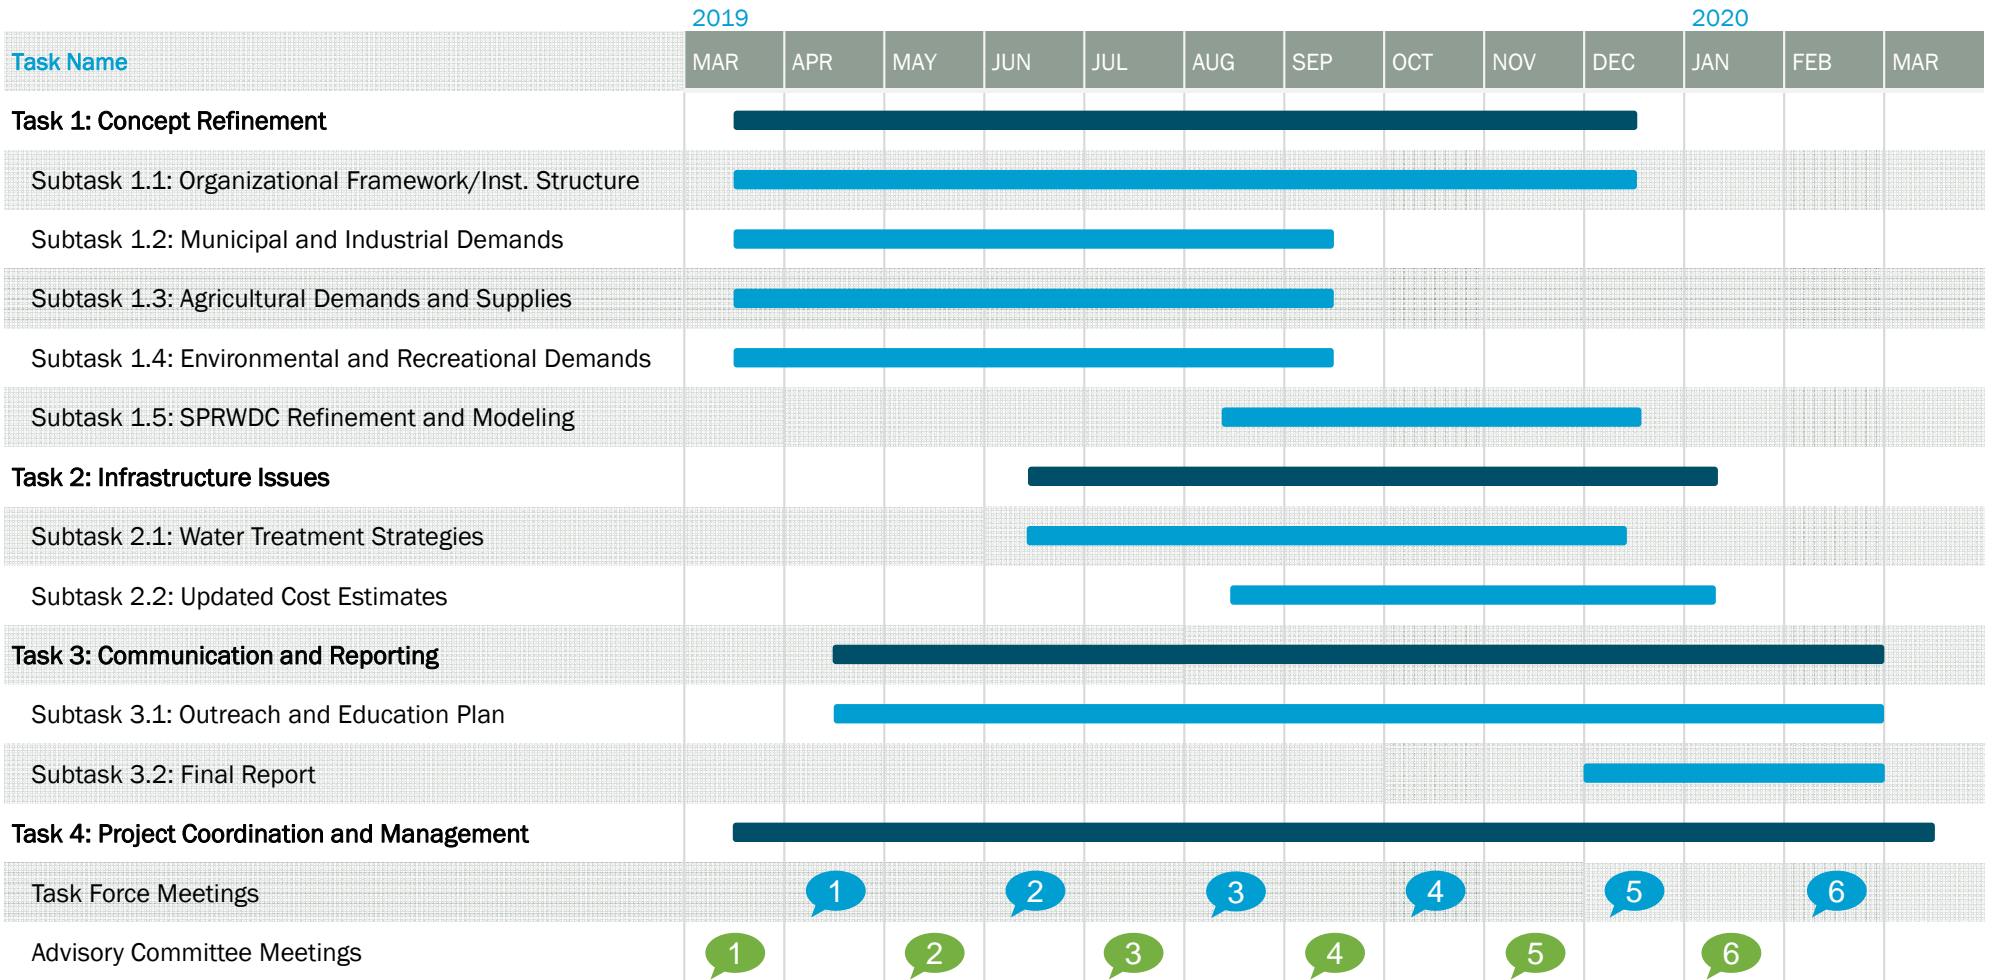 2019 2020
Task Name MAR APR MAY JUN JUL AUG SEP OCT NOV DEC JAN FEB MAR
Task 1: Concept Refinement
Subtask 1.1: Organizational Framework/Inst. Structure
Subtask 1.2: Municipal and Industrial Demands
Subtask 1.3: Agricultural Demands and Supplies
Subtask 1.4: Environmental and Recreational Demands
Subtask 1.5: SPRWDC Refinement and Modeling
Task 2: Infrastructure Issues
Subtask 2.1: Water Treatment Strategies
Subtask 2.2: Updated Cost Estimates
Task 3: Communication and Reporting
Subtask 3.1: Outreach and Education Plan
Subtask 3.2: Final Report
Task 4: Project Coordination and Management
Task Force Meetings 1 2 3 4 5 6
Advisory Committee Meetings 1 2 3 4 5 6